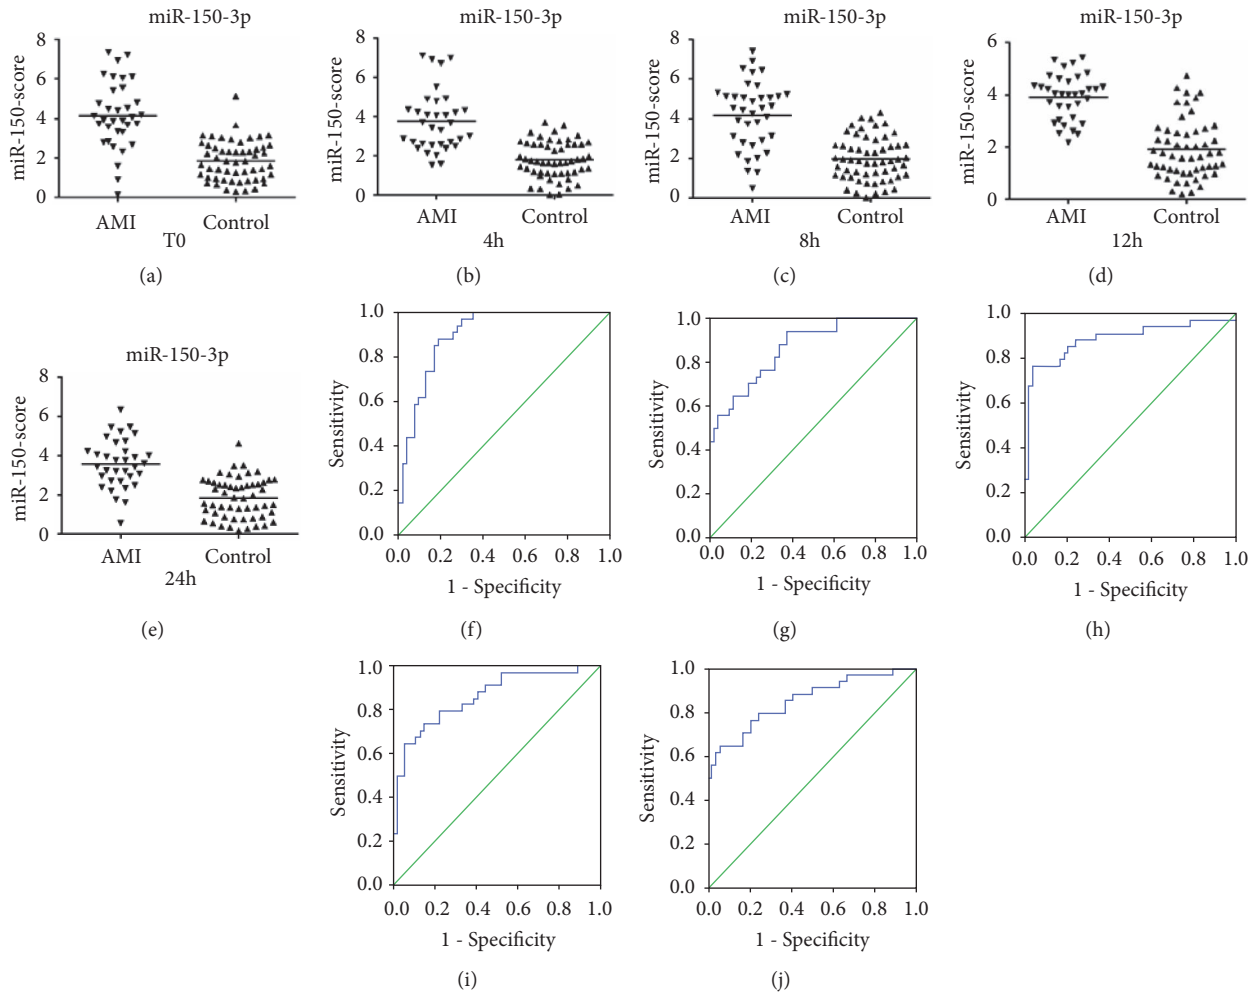 miR-150-3p
miR-150-score
8
6
4
2
0
AMI
Control
T0
(a)
miR-150-3p
miR-150-score
8
6
4
2
0
AMI
Control
4h
(b)
miR-150-3p
miR-150-score
8
6
4
2
0
AMI
Control
8h
(c)
miR-150-3p
miR-150-score
6
4
2
0
AMI
Control
12h
(d)
miR-150-3p
miR-150-score
8
6
4
2
0
AMI
Control
24h
(e)
Sensitivity
1.0
0.8
0.6
0.4
0.2
0.0
0.0 0.2 0.4 0.6 0.8 1.0
1 - Specificity
(f)
Sensitivity
1.0
0.8
0.6
0.4
0.2
0.0
0.0 0.2 0.4 0.6 0.8 1.0
1 - Specificity
(g)
Sensitivity
1.0
0.8
0.6
0.4
0.2
0.0
0.0 0.2 0.4 0.6 0.8 1.0
1 - Specificity
(h)
Sensitivity
1.0
0.8
0.6
0.4
0.2
0.0
0.0 0.2 0.4 0.6 0.8 1.0
1 - Specificity
(i)
Sensitivity
1.0
0.8
0.6
0.4
0.2
0.0
0.0 0.2 0.4 0.6 0.8 1.0
1 - Specificity
(j)